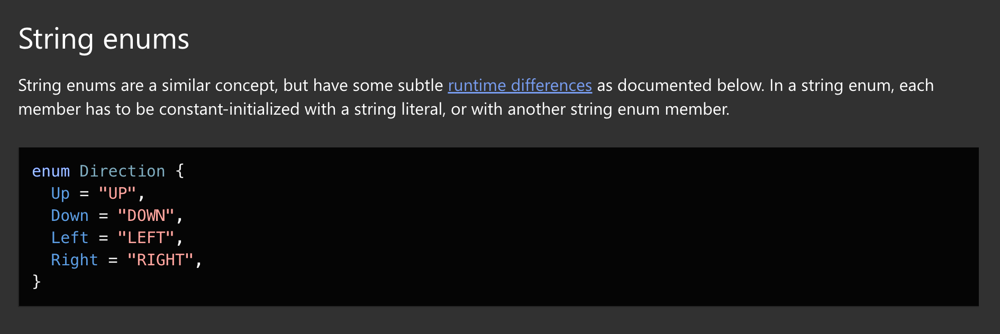 String enums
String enums are a similar concept, but have some subtle runtime differences as documented below. In a string enum, each
member has to be constant-initialized with a string literal, or with another string enum member.
enum Direction {
  Up = "UP",
  Down = "DOWN",
  Left = "LEFT",
  Right = "RIGHT",
}